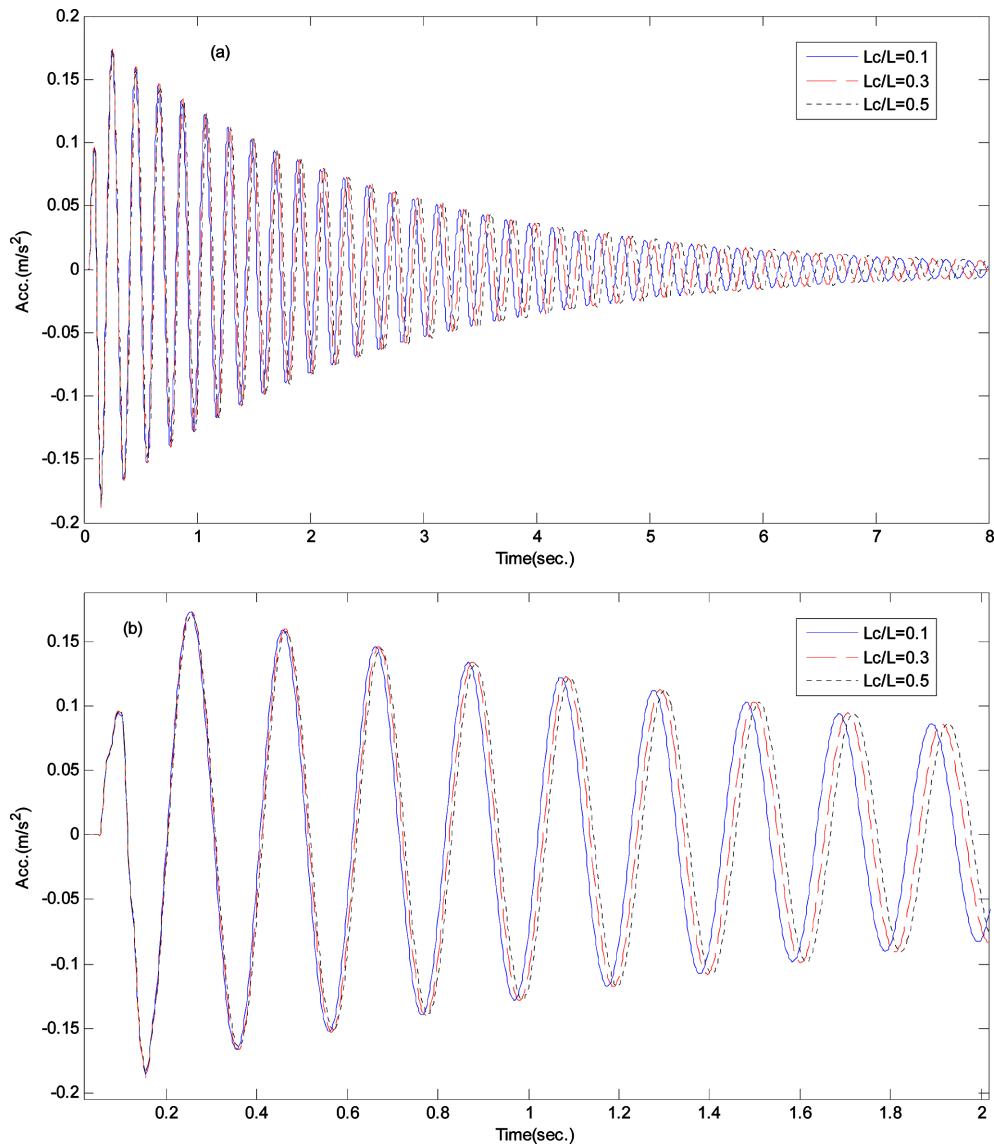 0.2
(a)
Lc/L=0.1
0.15
Lc/L=0.3
Lc/L=0.5
0.1
0.05
Acc.(m/s²)
0
-0.05
-0.1
-0.15
-0.2
0 1 2 3 4 5 6 7 8
Time(sec.)
(b)
Lc/L=0.1
0.15
Lc/L=0.3
Lc/L=0.5
0.1
0.05
Acc.(m/s²)
0
-0.05
-0.1
-0.15
-0.2
0.2 0.4 0.6 0.8 1 1.2 1.4 1.6 1.8 2
Time(sec.)